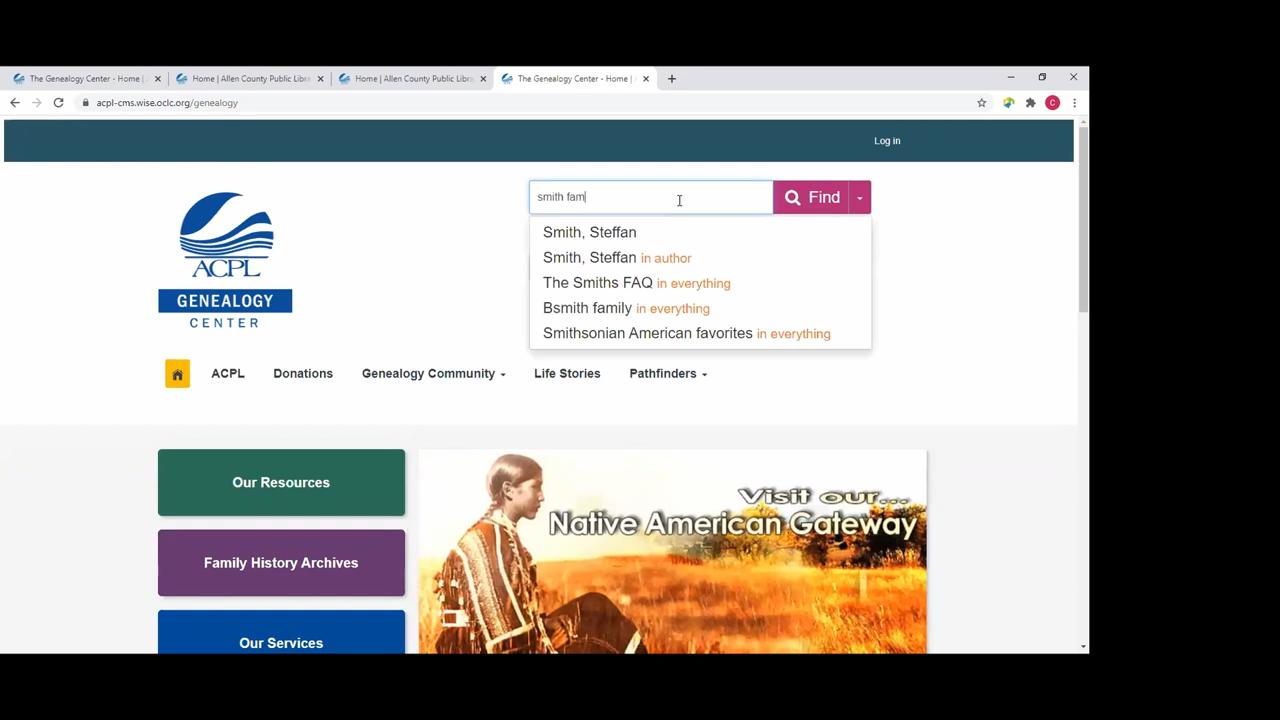 The Genealogy Center - Home |
Home | Allen County Public Libra
Home | Allen County Public Libra
The Genealogy Center - Home |
acpl-cms.wise.oclc.org/genealogy
C
Log in
smith fam
Find
Smith, Steffan
Smith, Steffan in author
The Smiths FAQ in everything
Bsmith family in everything
Smithsonian American favorites in everything
ACPL
GENEALOGY
CENTER
ACPL
Donations
Genealogy Community
Life Stories
Pathfinders
Our Resources
Family History Archives
Our Services
Visit our...
Native American Gateway